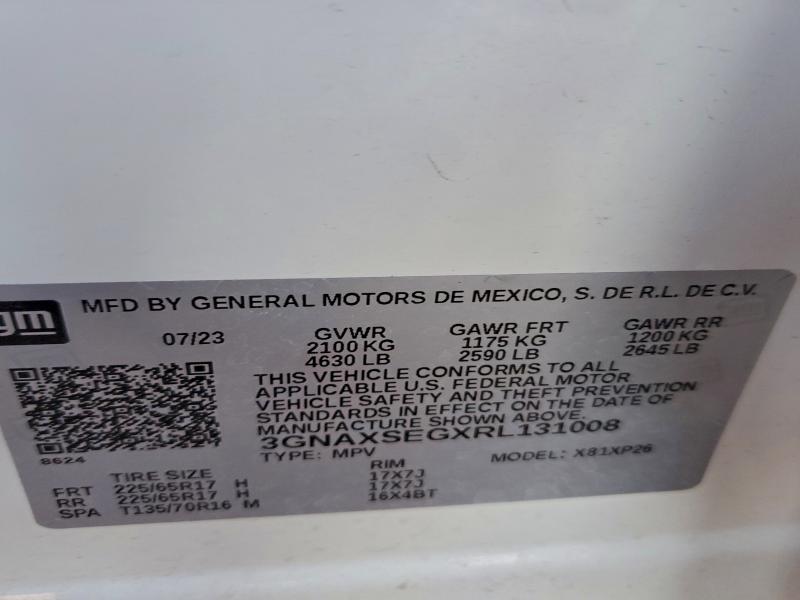 gm
MFD BY GENERAL MOTORS DE MEXICO, S. DE R.L. DE C.V.
07/23 GVWR GAWR FRT GAWR RR
2100 KG 1175 KG 1200 KG
4630 LB 2590 LB 2645 LB
THIS VEHICLE CONFORMS TO ALL
APPLICABLE U.S. FEDERAL MOTOR
VEHICLE SAFETY AND THEFT PREVENTION
STANDARDS IN EFFECT ON THE DATE OF
MANUFACTURE SHOWN ABOVE.
3GNAXSEGXRL131008
8624
TYPE: MPV MODEL: X81XP26
TIRE SIZE RIM
FRT 225/65R17 H 17X7J
RR 225/65R17 H 17X7J
SPA T135/70R16 M 16X4BT